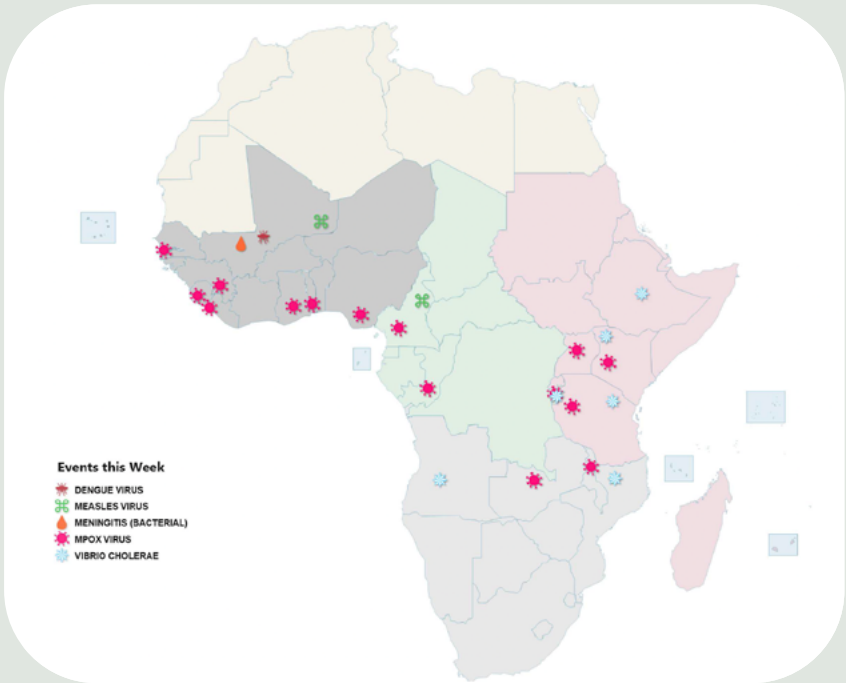 Events this Week
DENGUE VIRUS
MEASLES VIRUS
MENINGITIS (BACTERIAL)
MPOX VIRUS
VIBRIO CHOLERAE